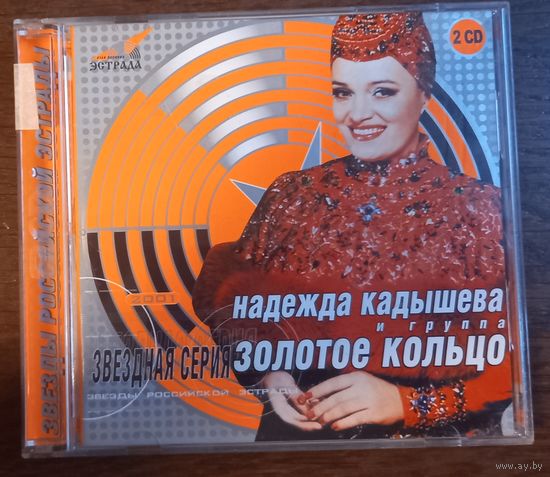 ЗВЕЗДЫ РОССИЙСКОЙ ЭСТРАДЫ
ЭСТРАДА
2 CD
2001
НАДЕЖДА КАДЫШЕВА
И ГРУППА
ЗВЕЗДНАЯ СЕРИЯ ЗОЛОТОЕ КОЛЬЦО
ЗВЕЗДЫ РОССИЙСКОЙ ЭСТРАДЫ
www.ay.by